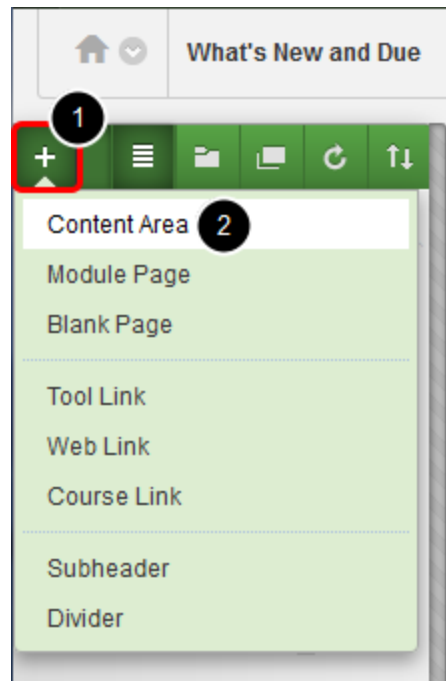 What's New and Due
1
+
Content Area 2
Module Page
Blank Page
Tool Link
Web Link
Course Link
Subheader
Divider